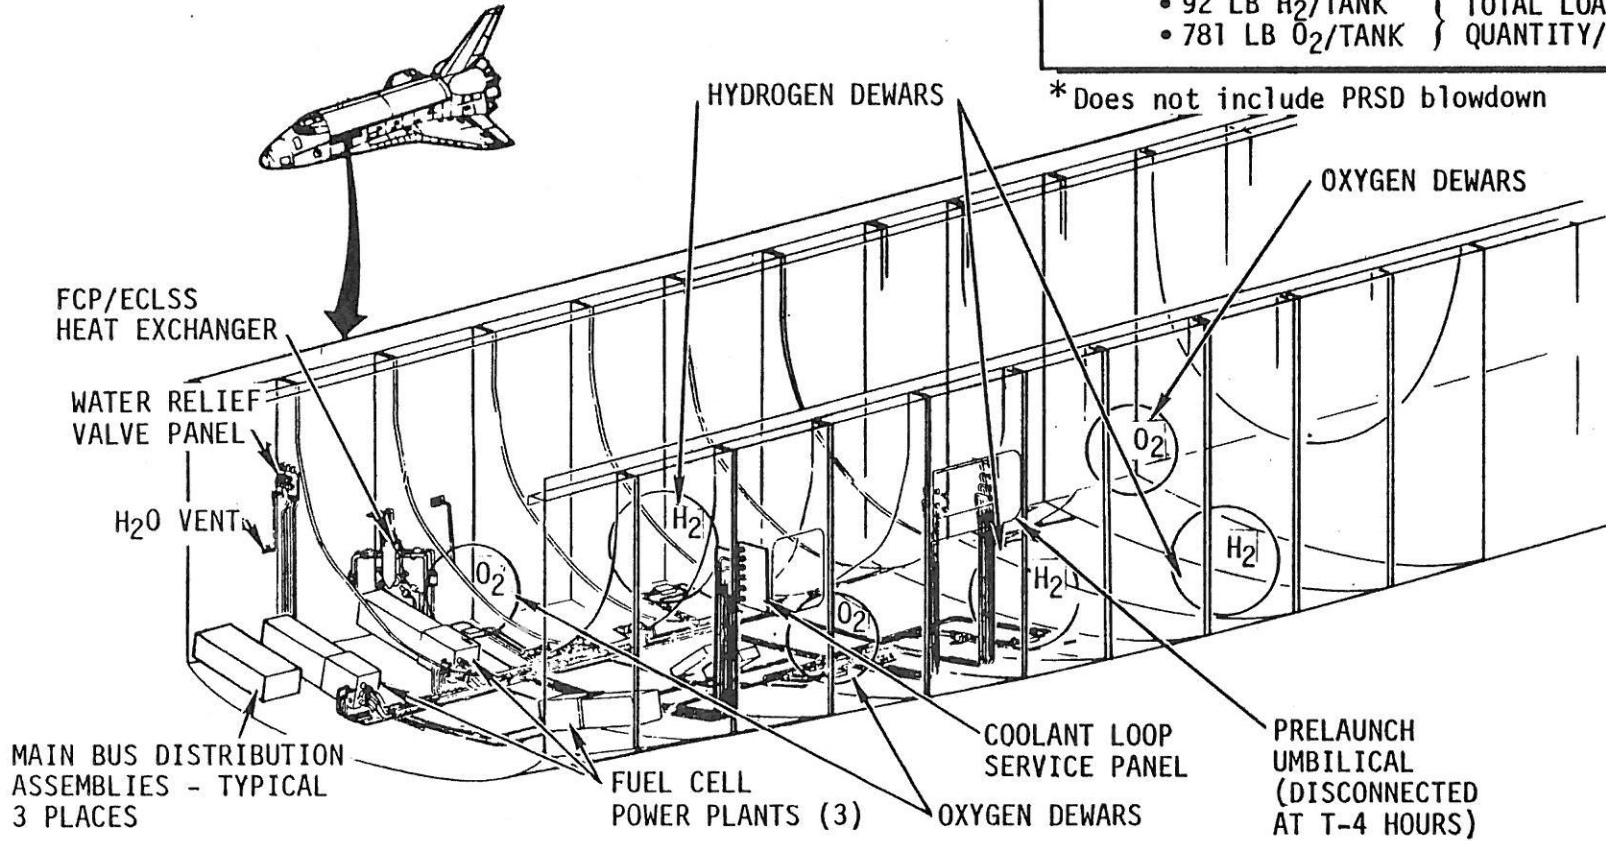 • 92 LB H2/TANK } TOTAL LOA
• 781 LB O2/TANK } QUANTITY/
* Does not include PRSD blowdown
HYDROGEN DEWARS
OXYGEN DEWARS
FCP/ECLSS
HEAT EXCHANGER
WATER RELIEF
VALVE PANEL
H2O VENT
O2
H2
O2
H2
O2
H2
MAIN BUS DISTRIBUTION
ASSEMBLIES - TYPICAL
3 PLACES
FUEL CELL
POWER PLANTS (3)
OXYGEN DEWARS
COOLANT LOOP
SERVICE PANEL
PRELAUNCH
UMBILICAL
(DISCONNECTED
AT T-4 HOURS)